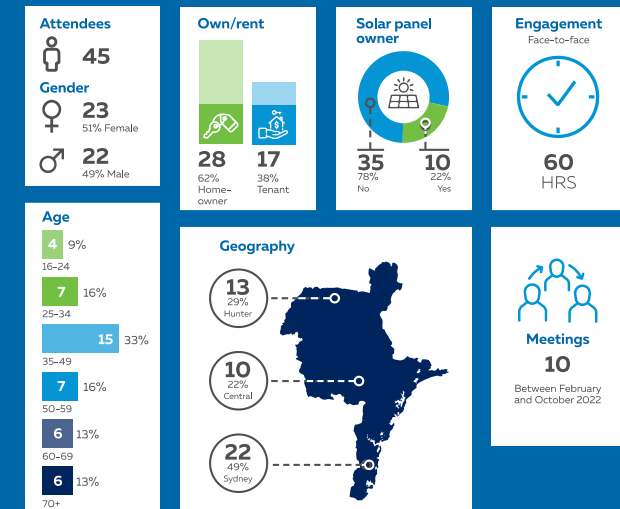 Attendees
45
Gender
23
51% Female
22
49% Male
Own/rent
28
62%
Home-
owner
17
38%
Tenant
Solar panel
owner
35
78%
No
10
22%
Yes
Engagement
Face-to-face
60
HRS
Age
4 9%
16-24
7 16%
25-34
15 33%
35-49
7 16%
50-59
6 13%
60-69
6 13%
70+
Geography
13
29%
Hunter
10
22%
Central
22
49%
Sydney
Meetings
10
Between February
and October 2022